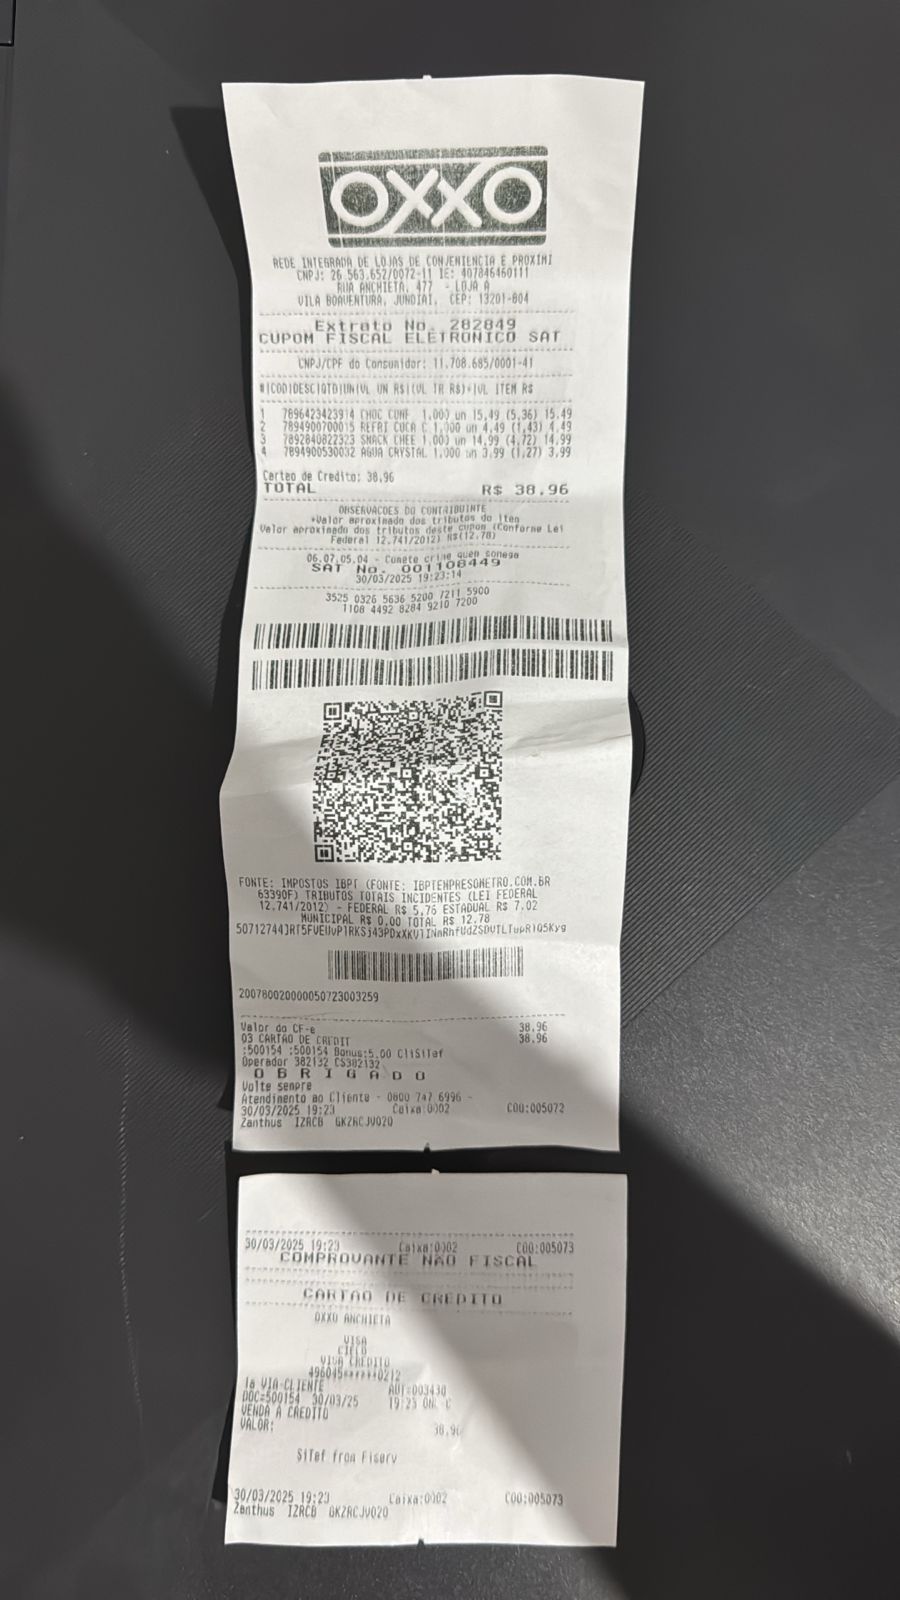 OXXO
REDE INTEGRADA DE LOJAS DE CONVENIENCIA E PROXIMI
CNPJ: 26.563.652/0072-11 IE: 407846460111
RUA ANCHIETA, 477 - LOJA A
VILA BOAVENTURA, JUNDIAI, CEP: 13201-804
Extrato No. 282849
CUPOM FISCAL ELETRONICO SAT
CNPJ/CPF do Consumidor: 11.708.685/0001-41
#|COD|DESC|QTD|UN|VL UN R$|(VL TR R$)*|VL ITEM R$
1 7896423423914 CHOC CONF 1.000 un 15,49 (5,36) 15.49
2 7894900700015 REFRI COCA C 1,000 un 4,49 (1,43) 4,49
3 7892840822323 SNACK CHEE 1.000 un 14,99 (4,72) 14,99
4 7894900530032 AGUA CRYSTAL 1,000 un 3,99 (1,27) 3,99
Cartao de Credito: 38,96
TOTAL R$ 38,96
OBSERVACOES DO CONTRIBUINTE
*Valor aproximado dos tributos do item
Valor aproximado dos tributos deste cupom (Conforme Lei
Federal 12.741/2012) R$(12,78)
06.07.05.04 - Comete crime quem sonega
SAT No. 001108449
30/03/2025 19:23:14
3525 0326 5636 5200 7211 5900
1108 4492 8284 9210 7200
FONTE: IMPOSTOS IBPT (FONTE: IBPTEMPRESOMETRO.COM.BR
63390F) TRIBUTOS TOTAIS INCIDENTES (LEI FEDERAL
12.741/2012) - FEDERAL R$ 5,76 ESTADUAL R$ 7,02
MUNICIPAL R$ 0,00 TOTAL R$ 12,78
200780020000050723003259
Valor do CF-e 38,96
03 CARTAO DE CREDIT 38,96
:500154 :500154 Bonus:5,00 CliSiTef
Operador 382132 CS382132
O B R I G A D O
Volte sempre
Atendimento ao Cliente - 0800 747 6996 -
30/03/2025 19:23 Caixa:0002 COO:005072
Zanthus IZRCB GKZRCJVO20
30/03/2025 19:23 Caixa:0002 COO:005073
COMPROVANTE NAO FISCAL
CARTAO DE CREDITO
OXXO ANCHIETA
VISA
CIELO
VISA CREDITO
496045******0212
1a VIA-CLIENTE AUT=003430
DOC=500154 30/03/25 19:23
VENDA A CREDITO
VALOR: 38,96
SiTef from Fiserv
30/03/2025 19:23 Caixa:0002 COO:005073
Zanthus IZRCB GKZRCJVO20